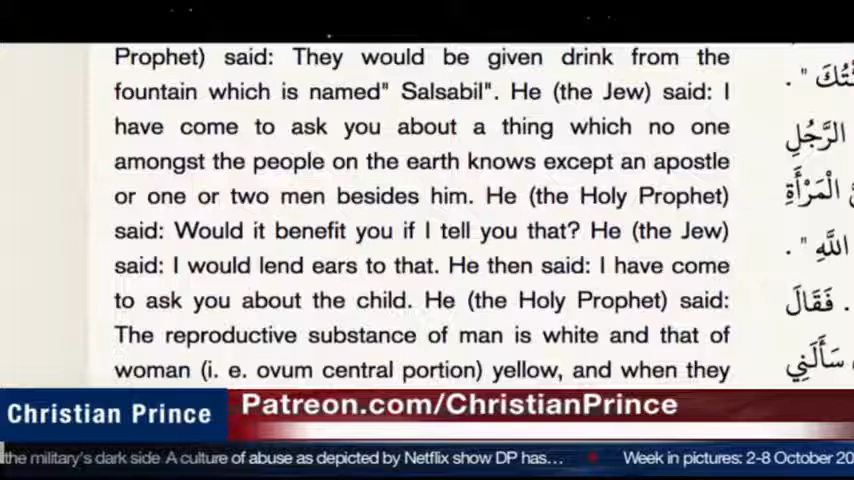 Prophet) said: They would be given drink from the
fountain which is named" Salsabil". He (the Jew) said: I
have come to ask you about a thing which no one
amongst the people on the earth knows except an apostle
or one or two men besides him. He (the Holy Prophet)
said: Would it benefit you if I tell you that? He (the Jew)
said: I would lend ears to that. He then said: I have come
to ask you about the child. He (the Holy Prophet) said:
The reproductive substance of man is white and that of
woman (i. e. ovum central portion) yellow, and when they
الرَّجُلِ
الْمَرْأَةِ
اللَّهِ " .
. فَقَالَ
سَأَلَنِي
Christian Prince
Patreon.com/ChristianPrince
the military's dark side A culture of abuse as depicted by Netflix show DP has... Week in pictures: 2-8 October 20